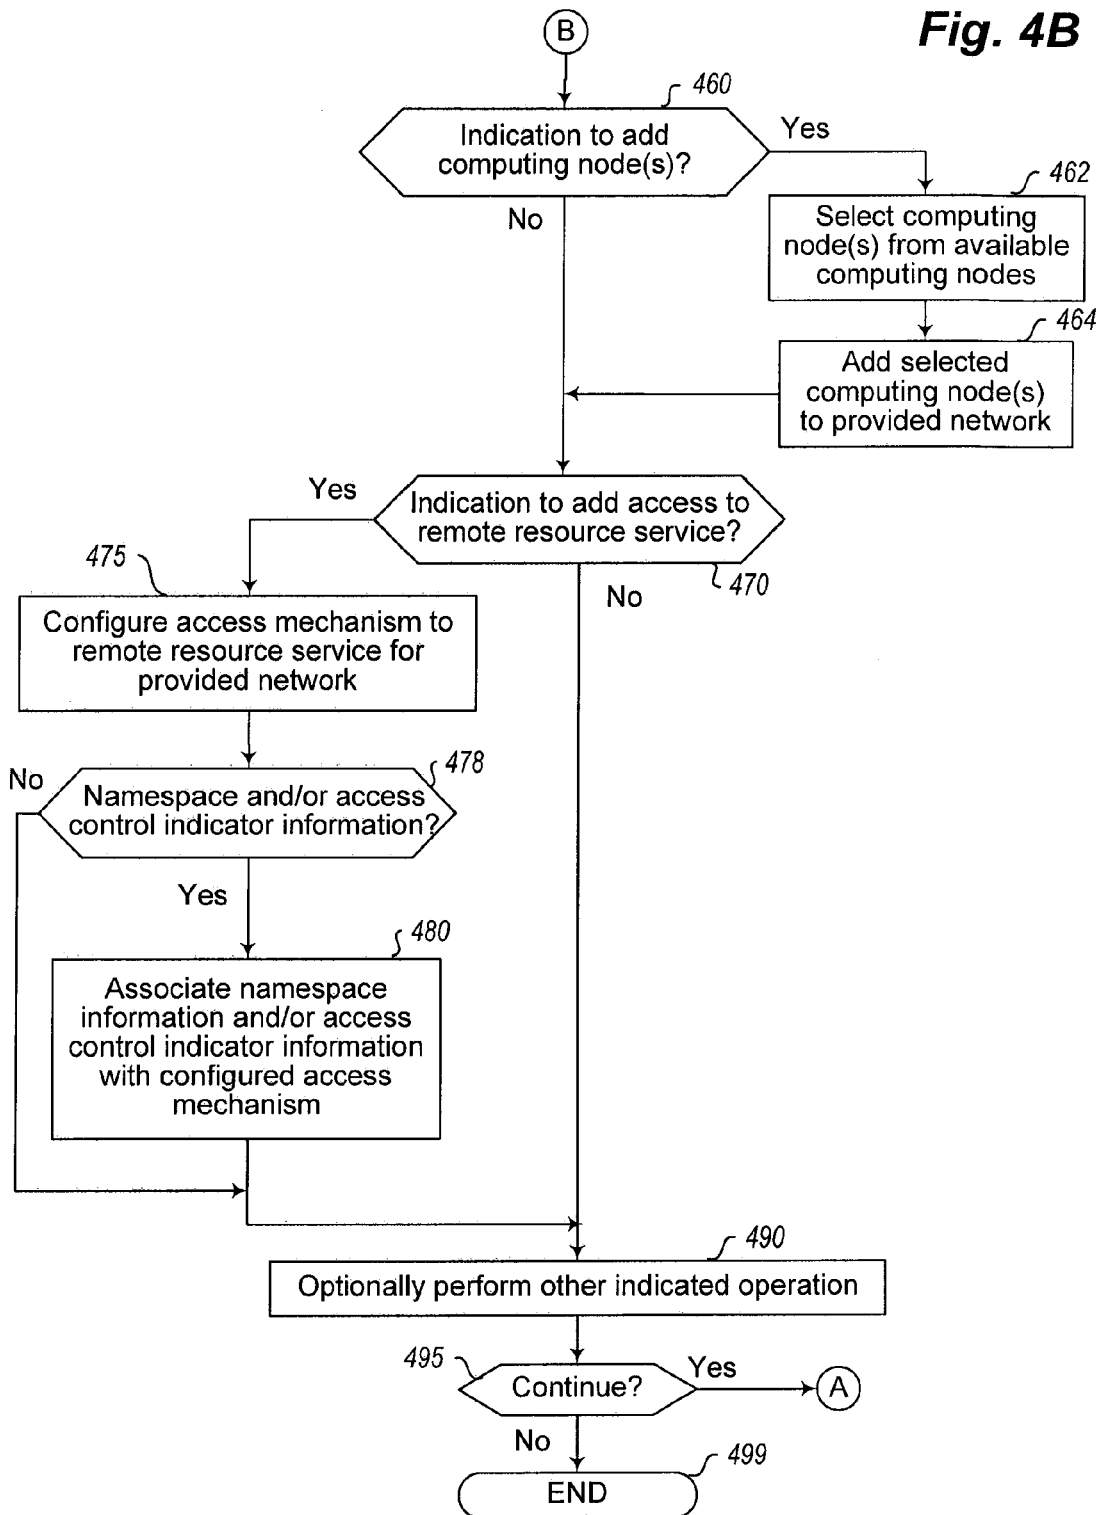 Fig. 4B
B
460
Indication to add
computing node(s)?
Yes
No
462
Select computing
node(s) from available
computing nodes
464
Add selected
computing node(s)
to provided network
Yes
Indication to add access to
remote resource service?
470
No
475
Configure access mechanism to
remote resource service for
provided network
No
478
Namespace and/or access
control indicator information?
Yes
480
Associate namespace
information and/or access
control indicator information
with configured access
mechanism
490
Optionally perform other indicated operation
495
Continue?
Yes
A
No
499
END